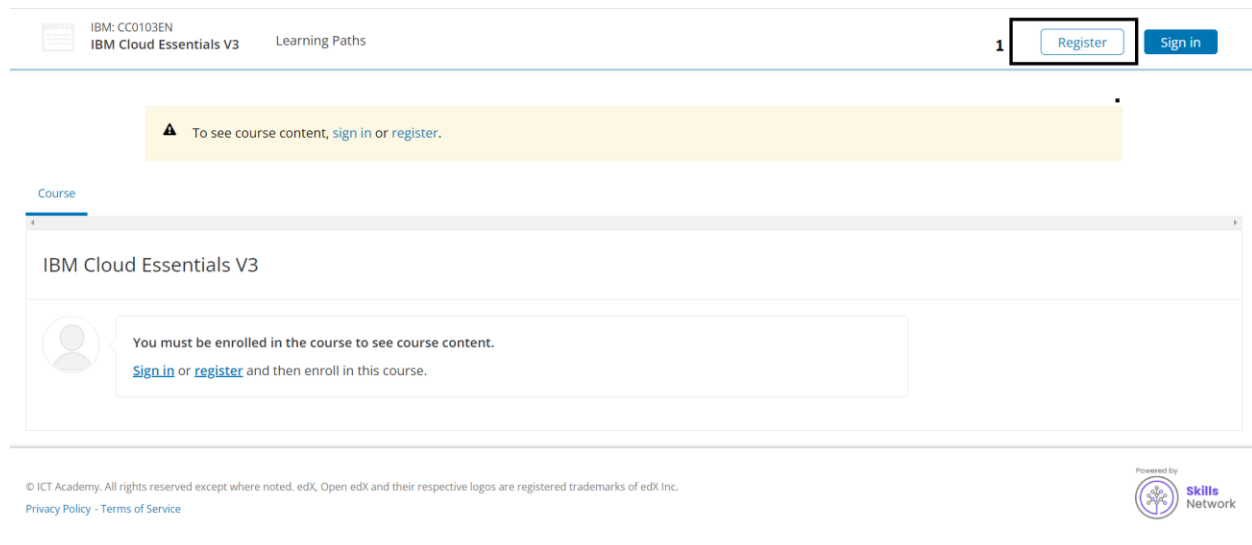 IBM: CC0103EN
IBM Cloud Essentials V3
Learning Paths
1
Register
Sign in
To see course content, sign in or register.
Course
IBM Cloud Essentials V3
You must be enrolled in the course to see course content.
Sign in or register and then enroll in this course.
© ICT Academy. All rights reserved except where noted. edX, Open edX and their respective logos are registered trademarks of edX Inc.
Privacy Policy - Terms of Service
Powered by
Skills
Network